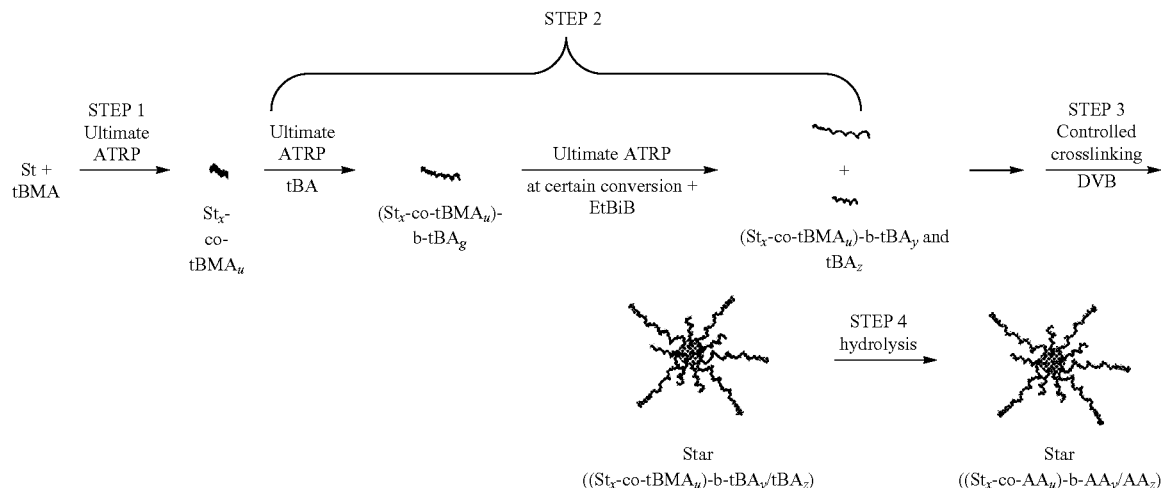 STEP 2
STEP 1
Ultimate
ATRP
St +
tBMA
St_x-
co-
tBMA_u
Ultimate
ATRP
tBA
(St_x-co-tBMA_u)-
b-tBA_g
Ultimate ATRP
at certain conversion +
EtBiB
+
(St_x-co-tBMA_u)-b-tBA_y and
tBA_z
STEP 3
Controlled
crosslinking
DVB
Star
((St_x-co-tBMA_u)-b-tBA_y/tBA_z)
STEP 4
hydrolysis
Star
((St_x-co-AA_u)-b-AA_y/AA_z)